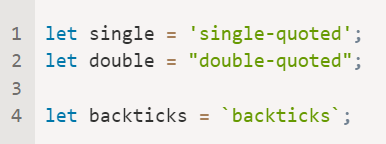 1 let single = 'single-quoted';
2 let double = "double-quoted";
3
4 let backticks = `backticks`;